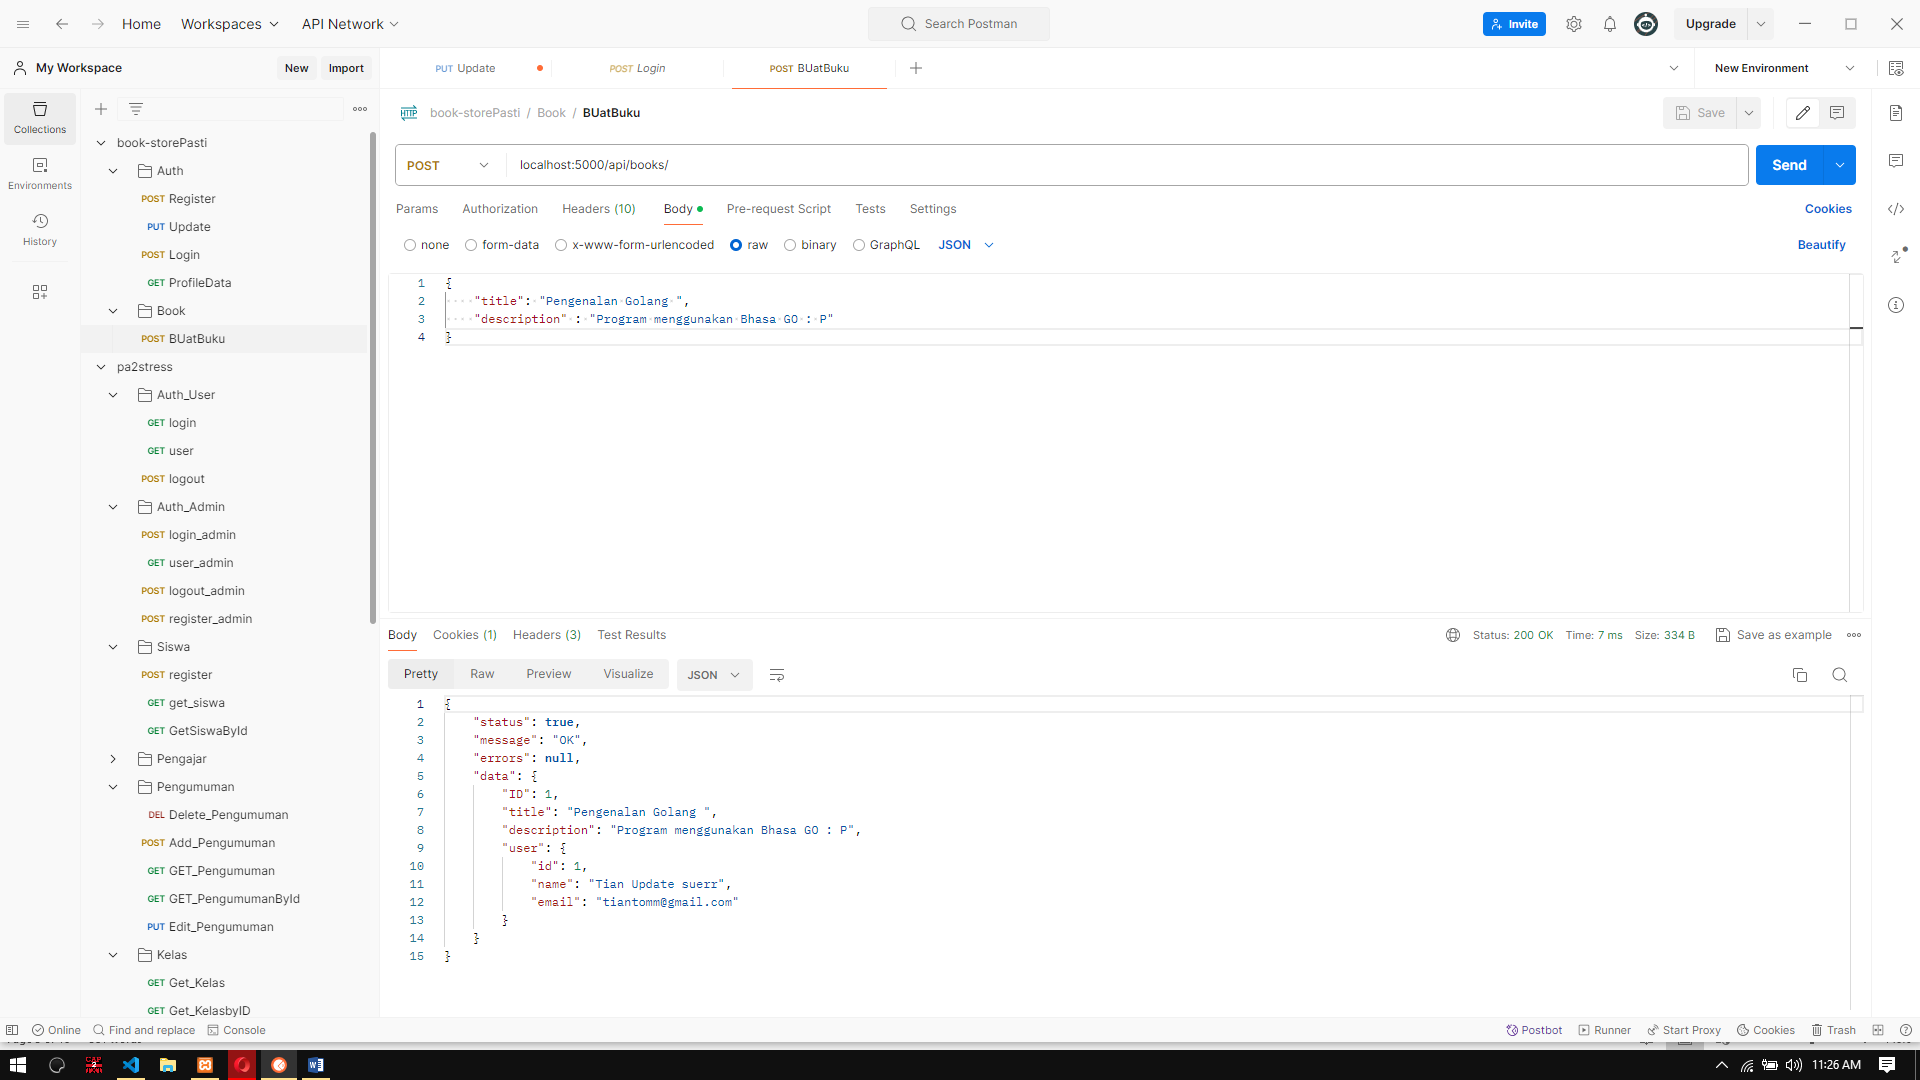 Home
Workspaces
API Network
Search Postman
Invite
Upgrade
My Workspace
New
Import
PUT Update
POST Login
POST BUatBuku
New Environment
Collections
Environments
History
book-storePasti
Auth
POST Register
PUT Update
POST Login
GET ProfileData
Book
POST BUatBuku
pa2stress
Auth_User
GET login
GET user
POST logout
Auth_Admin
POST login_admin
GET user_admin
POST logout_admin
POST register_admin
Siswa
POST register
GET get_siswa
GET GetSiswaById
Pengajar
Pengumuman
DEL Delete_Pengumuman
POST Add_Pengumuman
GET GET_Pengumuman
GET GET_PengumumanById
PUT Edit_Pengumuman
Kelas
GET Get_Kelas
GET Get_KelasbyID
HTTP book-storePasti / Book / BUatBuku
Save
POST
localhost:5000/api/books/
Send
Params
Authorization
Headers (10)
Body
Pre-request Script
Tests
Settings
Cookies
none
form-data
x-www-form-urlencoded
raw
binary
GraphQL
JSON
Beautify
1 {
2 "title": "Pengenalan Golang ",
3 "description" : "Program menggunakan Bhasa GO : P"
4 }
Body
Cookies (1)
Headers (3)
Test Results
Status: 200 OK
Time: 7 ms
Size: 334 B
Save as example
Pretty
Raw
Preview
Visualize
JSON
1 {
2 "status": true,
3 "message": "OK",
4 "errors": null,
5 "data": {
6 "ID": 1,
7 "title": "Pengenalan Golang ",
8 "description": "Program menggunakan Bhasa GO : P",
9 "user": {
10 "id": 1,
11 "name": "Tian Update suerr",
12 "email": "tiantomm@gmail.com"
13 }
14 }
15 }
Online
Find and replace
Console
Postbot
Runner
Start Proxy
Cookies
Trash
11:26 AM